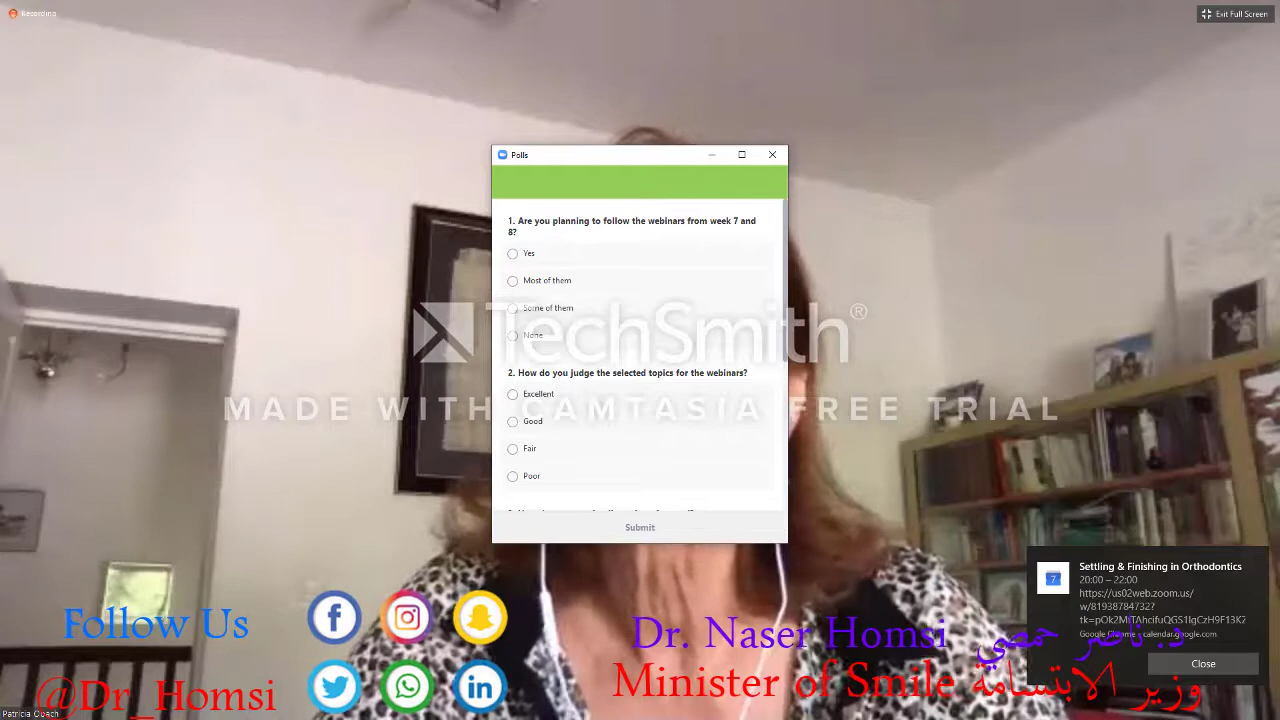 Recording
Exit Full Screen
Polls
1. Are you planning to follow the webinars from week 7 and
8?
Yes
Most of them
Some of them
None
TechSmith®
2. How do you judge the selected topics for the webinars?
Excellent
MADE WITH CAMTASIA FREE TRIAL
Good
Fair
Poor
Submit
Settling & Finishing in Orthodontics
20:00 – 22:00
https://us02web.zoom.us/
w/81938784732?
Google Chrome · calendar.google.com
Close
Follow Us
@Dr_Homsi
Dr. Naser Homsi د. ناصر حمصي
Minister of Smile وزير الابتسامة
7
in